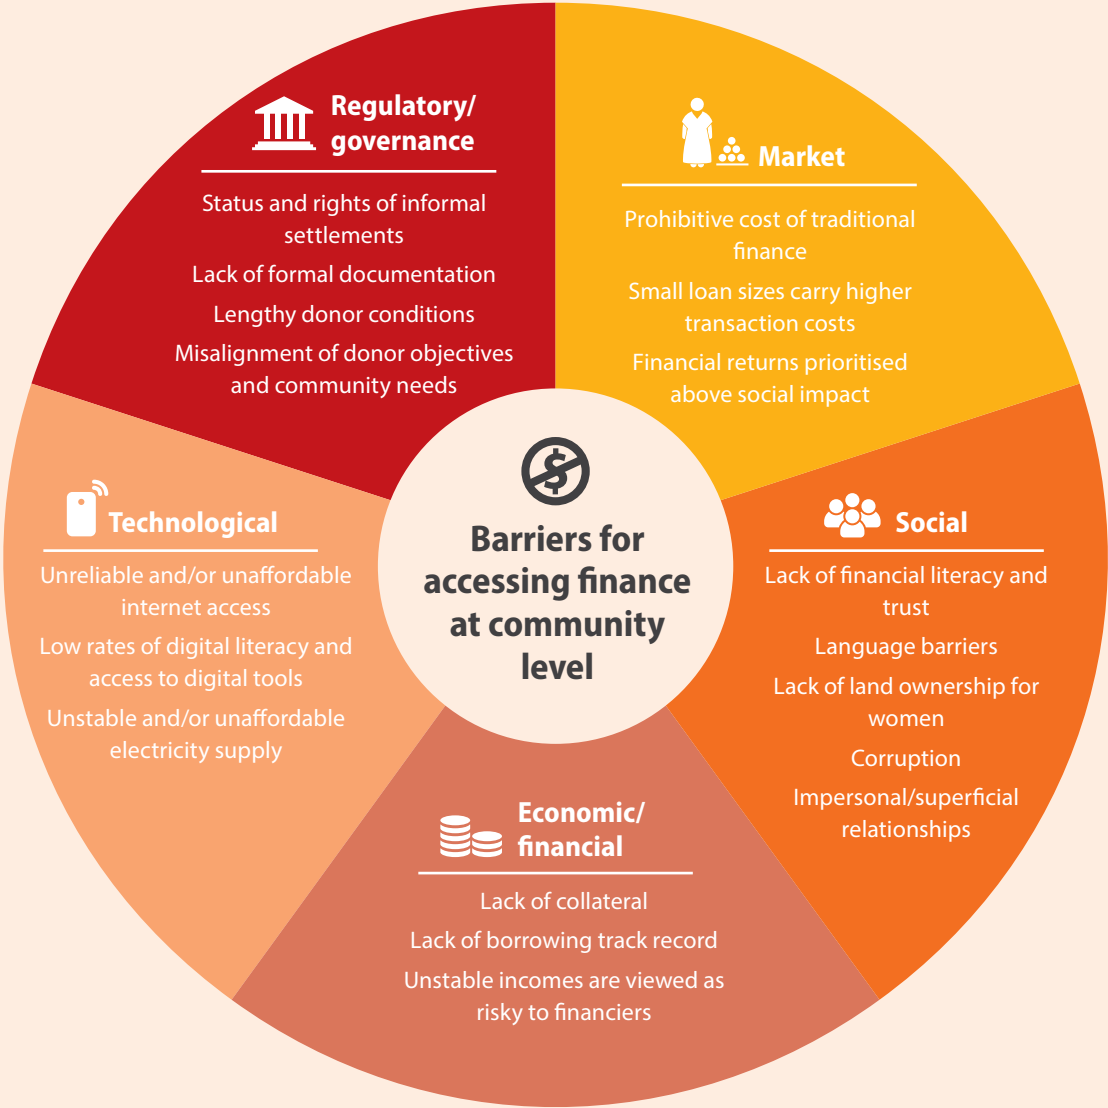 Regulatory/
governance
Status and rights of informal
settlements
Lack of formal documentation
Lengthy donor conditions
Misalignment of donor objectives
and community needs
Market
Prohibitive cost of traditional
finance
Small loan sizes carry higher
transaction costs
Financial returns prioritised
above social impact
Social
Lack of financial literacy and
trust
Language barriers
Lack of land ownership for
women
Corruption
Impersonal/superficial
relationships
Economic/
financial
Lack of collateral
Lack of borrowing track record
Unstable incomes are viewed as
risky to financiers
Technological
Unreliable and/or unaffordable
internet access
Low rates of digital literacy and
access to digital tools
Unstable and/or unaffordable
electricity supply
$
Barriers for
accessing finance
at community
level